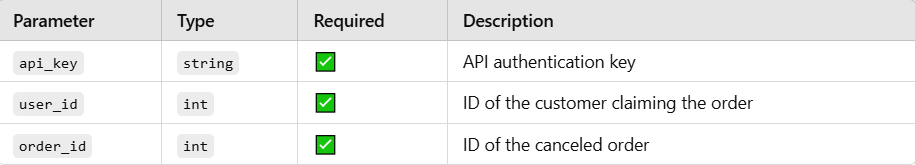 Parameter Type Required Description
api_key string ✅ API authentication key
user_id int ✅ ID of the customer claiming the order
order_id int ✅ ID of the canceled order